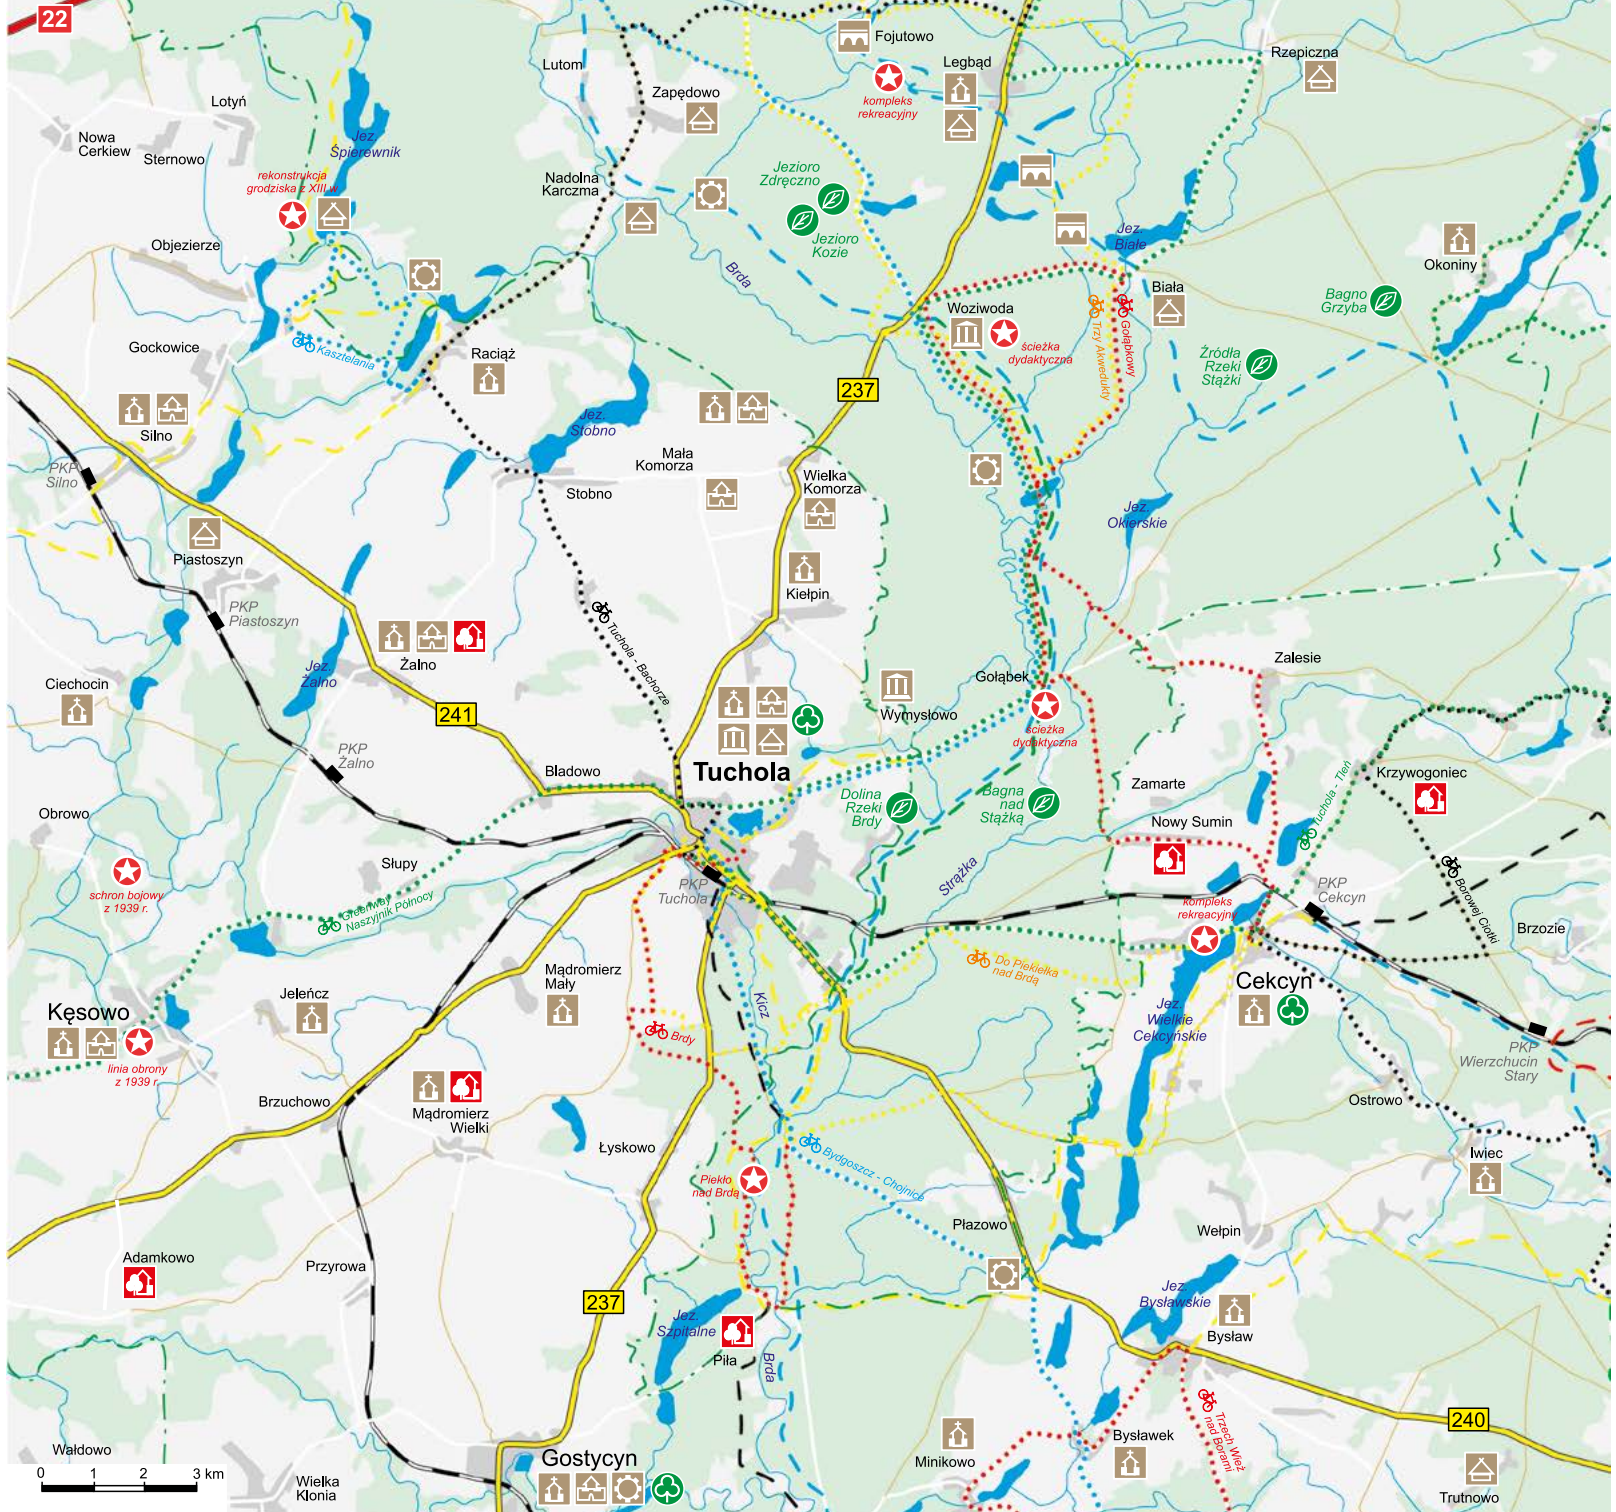 22
Fojutowo
Legbąd
kompleks
rekreacyjny
Rzepiczna
Lutom
Zapędowo
Lotyń
Nowa
Cerkiew
Sternowo
Jez.
Śpierewnik
rekonstrukcja
grodziska z XIII w
Nadolna
Karczma
Jezioro
Zdręczno
Jezioro
Kozie
Objezierze
Brda
Jez.
Białe
Okoniny
Biała
Bagno
Grzyba
Woziwoda
ścieżka
dydaktyczna
Trzy Akwedukty
Gołąbkowy
Źródła
Rzeki
Stążki
Gockowice
Kasztelania
Raciąż
237
Silno
PKP
Silno
Jez.
Stobno
Mała
Komorza
Stobno
Wielka
Komorza
Jez.
Okierskie
Piastoszyn
PKP
Piastoszyn
Kiełpin
Tuchola - Bachorze
Żalno
Jez.
Żalno
Ciechocin
241
PKP
Żalno
Gołąbek
Wymysłowo
ścieżka
dydaktyczna
Zalesie
Tuchola
Bladowo
Dolina
Rzeki
Brdy
Bagna
nad
Stążką
Zamarte
Nowy Sumin
Tuchola - Tleń
Krzywogoniec
Obrowo
Słupy
schron bojowy
z 1939 r.
Greenway
Naszyjnik Północy
PKP
Tuchola
Strążka
kompleks
rekreacyjny
PKP
Cekcyn
Borowej Ciotki
Brzozie
Mądromierz
Mały
Do Piekiełka
nad Brdą
Cekcyn
Jeleńcz
Kęsowo
linia obrony
z 1939 r.
Kicz
Brdy
Jez.
Wielkie
Cekcyńskie
PKP
Wierzchucin
Stary
Brzuchowo
Mądromierz
Wielki
Ostrowo
Łyskowo
Bydgoszcz - Chojnice
Iwiec
Piekło
nad Brdą
Płazowo
Wełpin
Adamkowo
Przyrowa
237
Jez.
Szpitalne
Piła
Brda
Jez.
Bysławskie
Bysław
Trzech Wież
nad Borami
240
Wałdowo
0 1 2 3 km
Wielka
Klonia
Gostycyn
Minikowo
Bysławek
Trutnowo